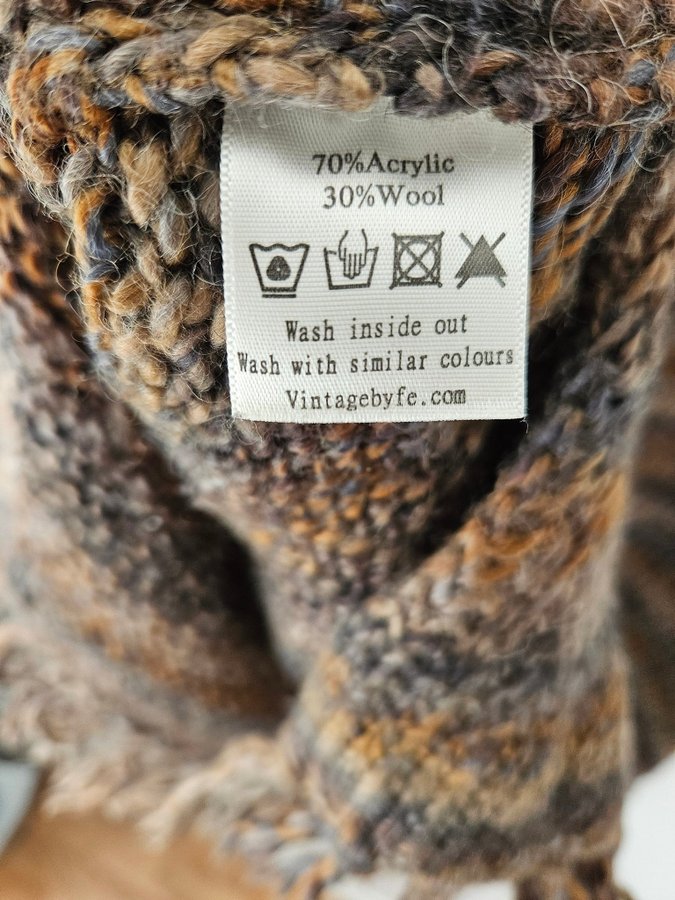 70%Acrylic
30%Wool
Wash inside out
Wash with similar colours
Vintagebyfe.com